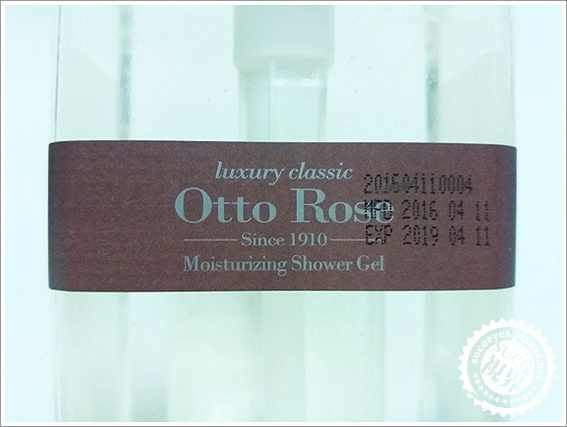 luxury classic
Otto Rose
Since 1910
Moisturizing Shower Gel
201604110004
MFD 2016 04 11
EXP 2019 04 11